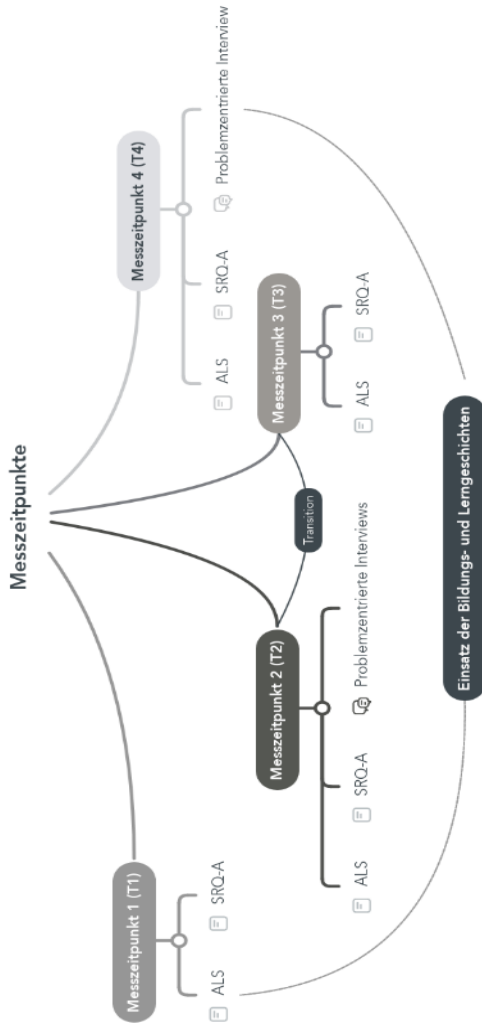 Messzeitpunkte
Messzeitpunkt 1 (T1)
ALS
SRQ-A
Messzeitpunkt 2 (T2)
ALS
SRQ-A
Problemzentrierte Interviews
Transition
Messzeitpunkt 3 (T3)
ALS
SRQ-A
Messzeitpunkt 4 (T4)
ALS
SRQ-A
Problemzentrierte Interview
Einsatz der Bildungs- und Lerngeschichten